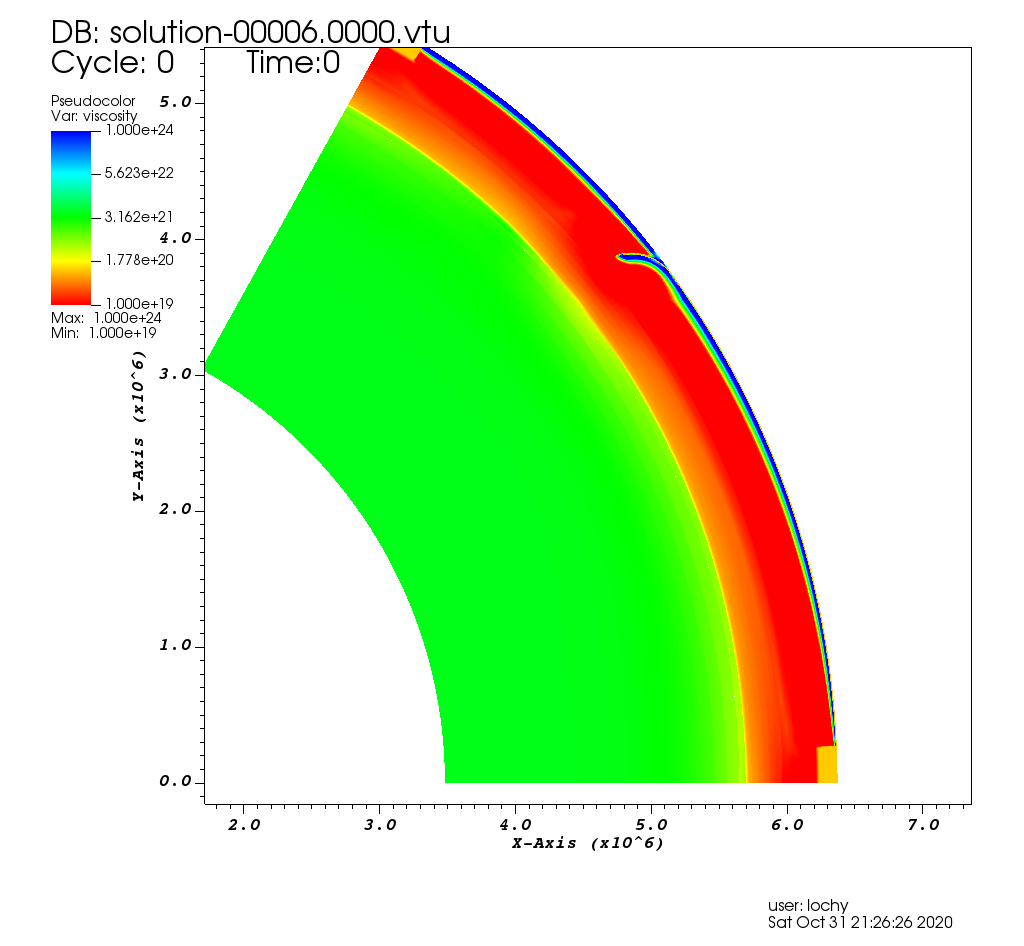 DB: solution-00006.0000.vtu
Cycle: 0 Time:0
Pseudocolor
Var: viscosity
1.000e+24
5.623e+22
3.162e+21
1.778e+20
1.000e+19
Max: 1.000e+24
Min: 1.000e+19
5.0
4.0
3.0
2.0
1.0
0.0
Y-Axis (x10^6)
2.0 3.0 4.0 5.0 6.0 7.0
X-Axis (x10^6)
user: lochy
Sat Oct 31 21:26:26 2020